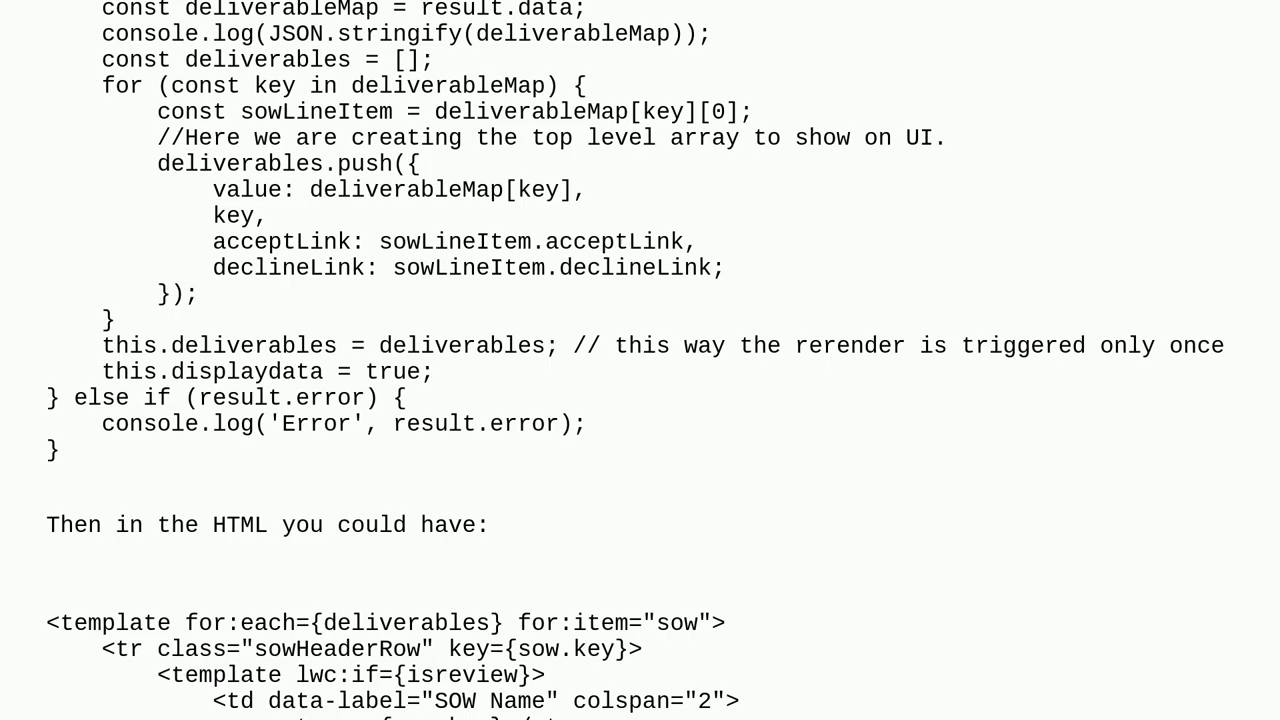 const deliverableMap = result.data;
console.log(JSON.stringify(deliverableMap));
const deliverables = [];
for (const key in deliverableMap) {
const sowLineItem = deliverableMap[key][0];
//Here we are creating the top level array to show on UI.
deliverables.push({
value: deliverableMap[key],
key,
acceptLink: sowLineItem.acceptLink,
declineLink: sowLineItem.declineLink;
});
}
this.deliverables = deliverables; // this way the rerender is triggered only once
this.displaydata = true;
} else if (result.error) {
console.log('Error', result.error);
}
Then in the HTML you could have:
<template for:each={deliverables} for:item="sow">
<tr class="sowHeaderRow" key={sow.key}>
<template lwc:if={isreview}>
<td data-label="SOW Name" colspan="2">